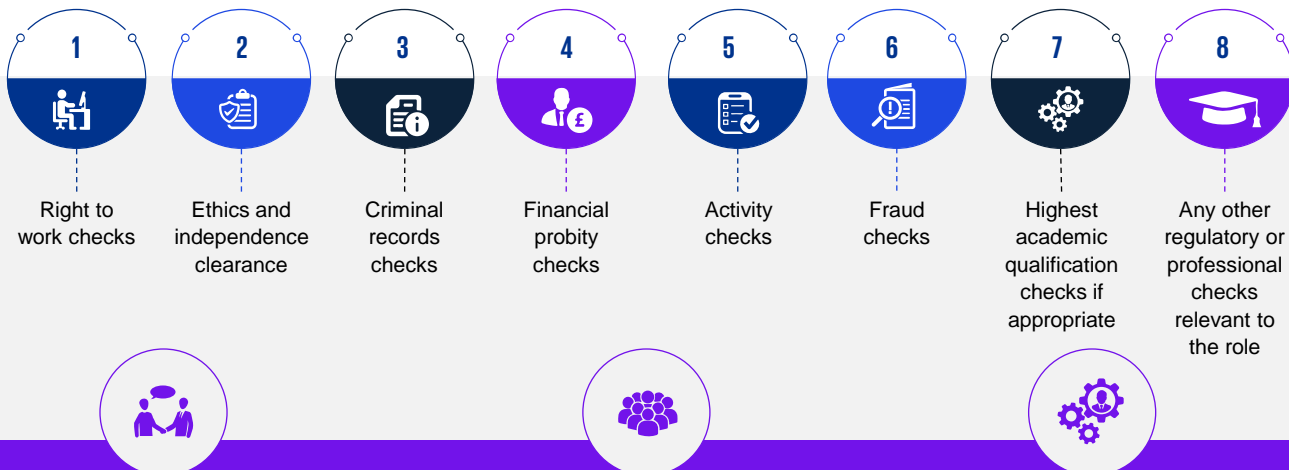 1
Right to
work checks
2
Ethics and
independence
clearance
3
Criminal
records
checks
4
Financial
probity
checks
£
5
Activity
checks
6
Fraud
checks
7
Highest
academic
qualification
checks if
appropriate
8
Any other
regulatory or
professional
checks
relevant to
the role